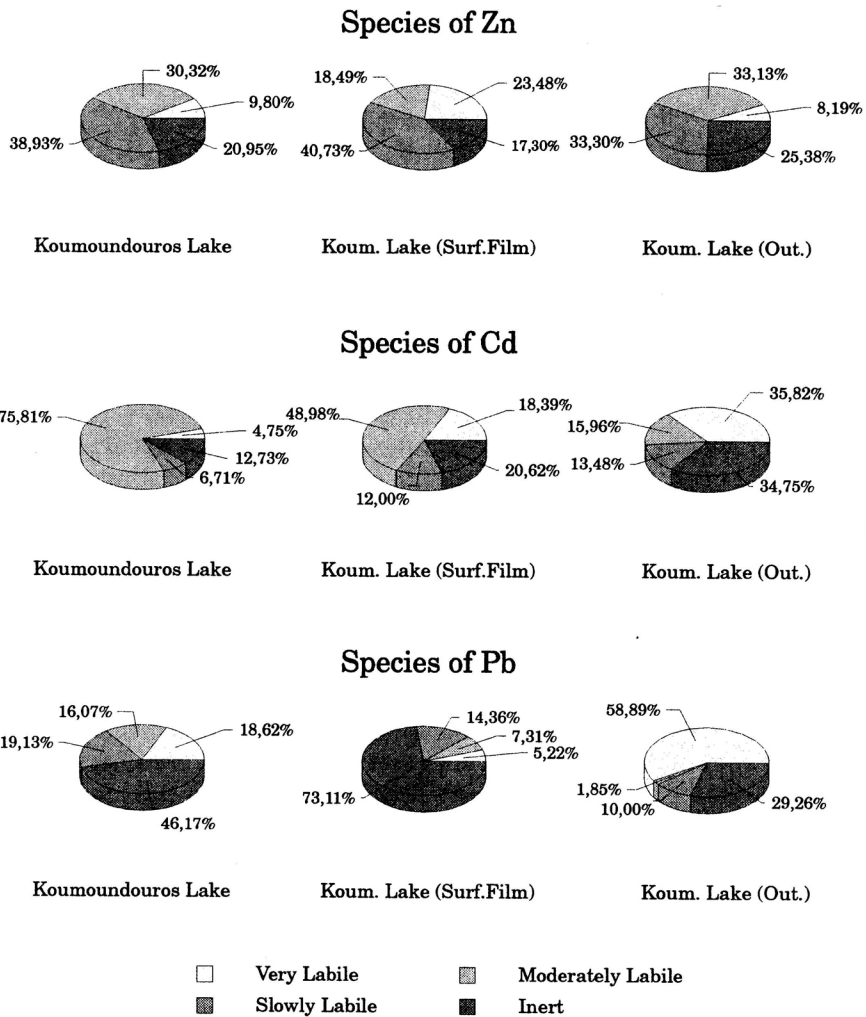 Species of Zn
30,32%
9,80%
38,93%
20,95%
18,49%
23,48%
40,73%
17,30%
33,13%
8,19%
33,30%
25,38%
Koumoundouros Lake
Koum. Lake (Surf.Film)
Koum. Lake (Out.)
Species of Cd
75,81%
4,75%
12,73%
6,71%
48,98%
18,39%
20,62%
12,00%
35,82%
15,96%
13,48%
34,75%
Koumoundouros Lake
Koum. Lake (Surf.Film)
Koum. Lake (Out.)
Species of Pb
16,07%
18,62%
19,13%
46,17%
14,36%
7,31%
5,22%
73,11%
58,89%
1,85%
10,00%
29,26%
Koumoundouros Lake
Koum. Lake (Surf.Film)
Koum. Lake (Out.)
Very Labile
Moderately Labile
Slowly Labile
Inert